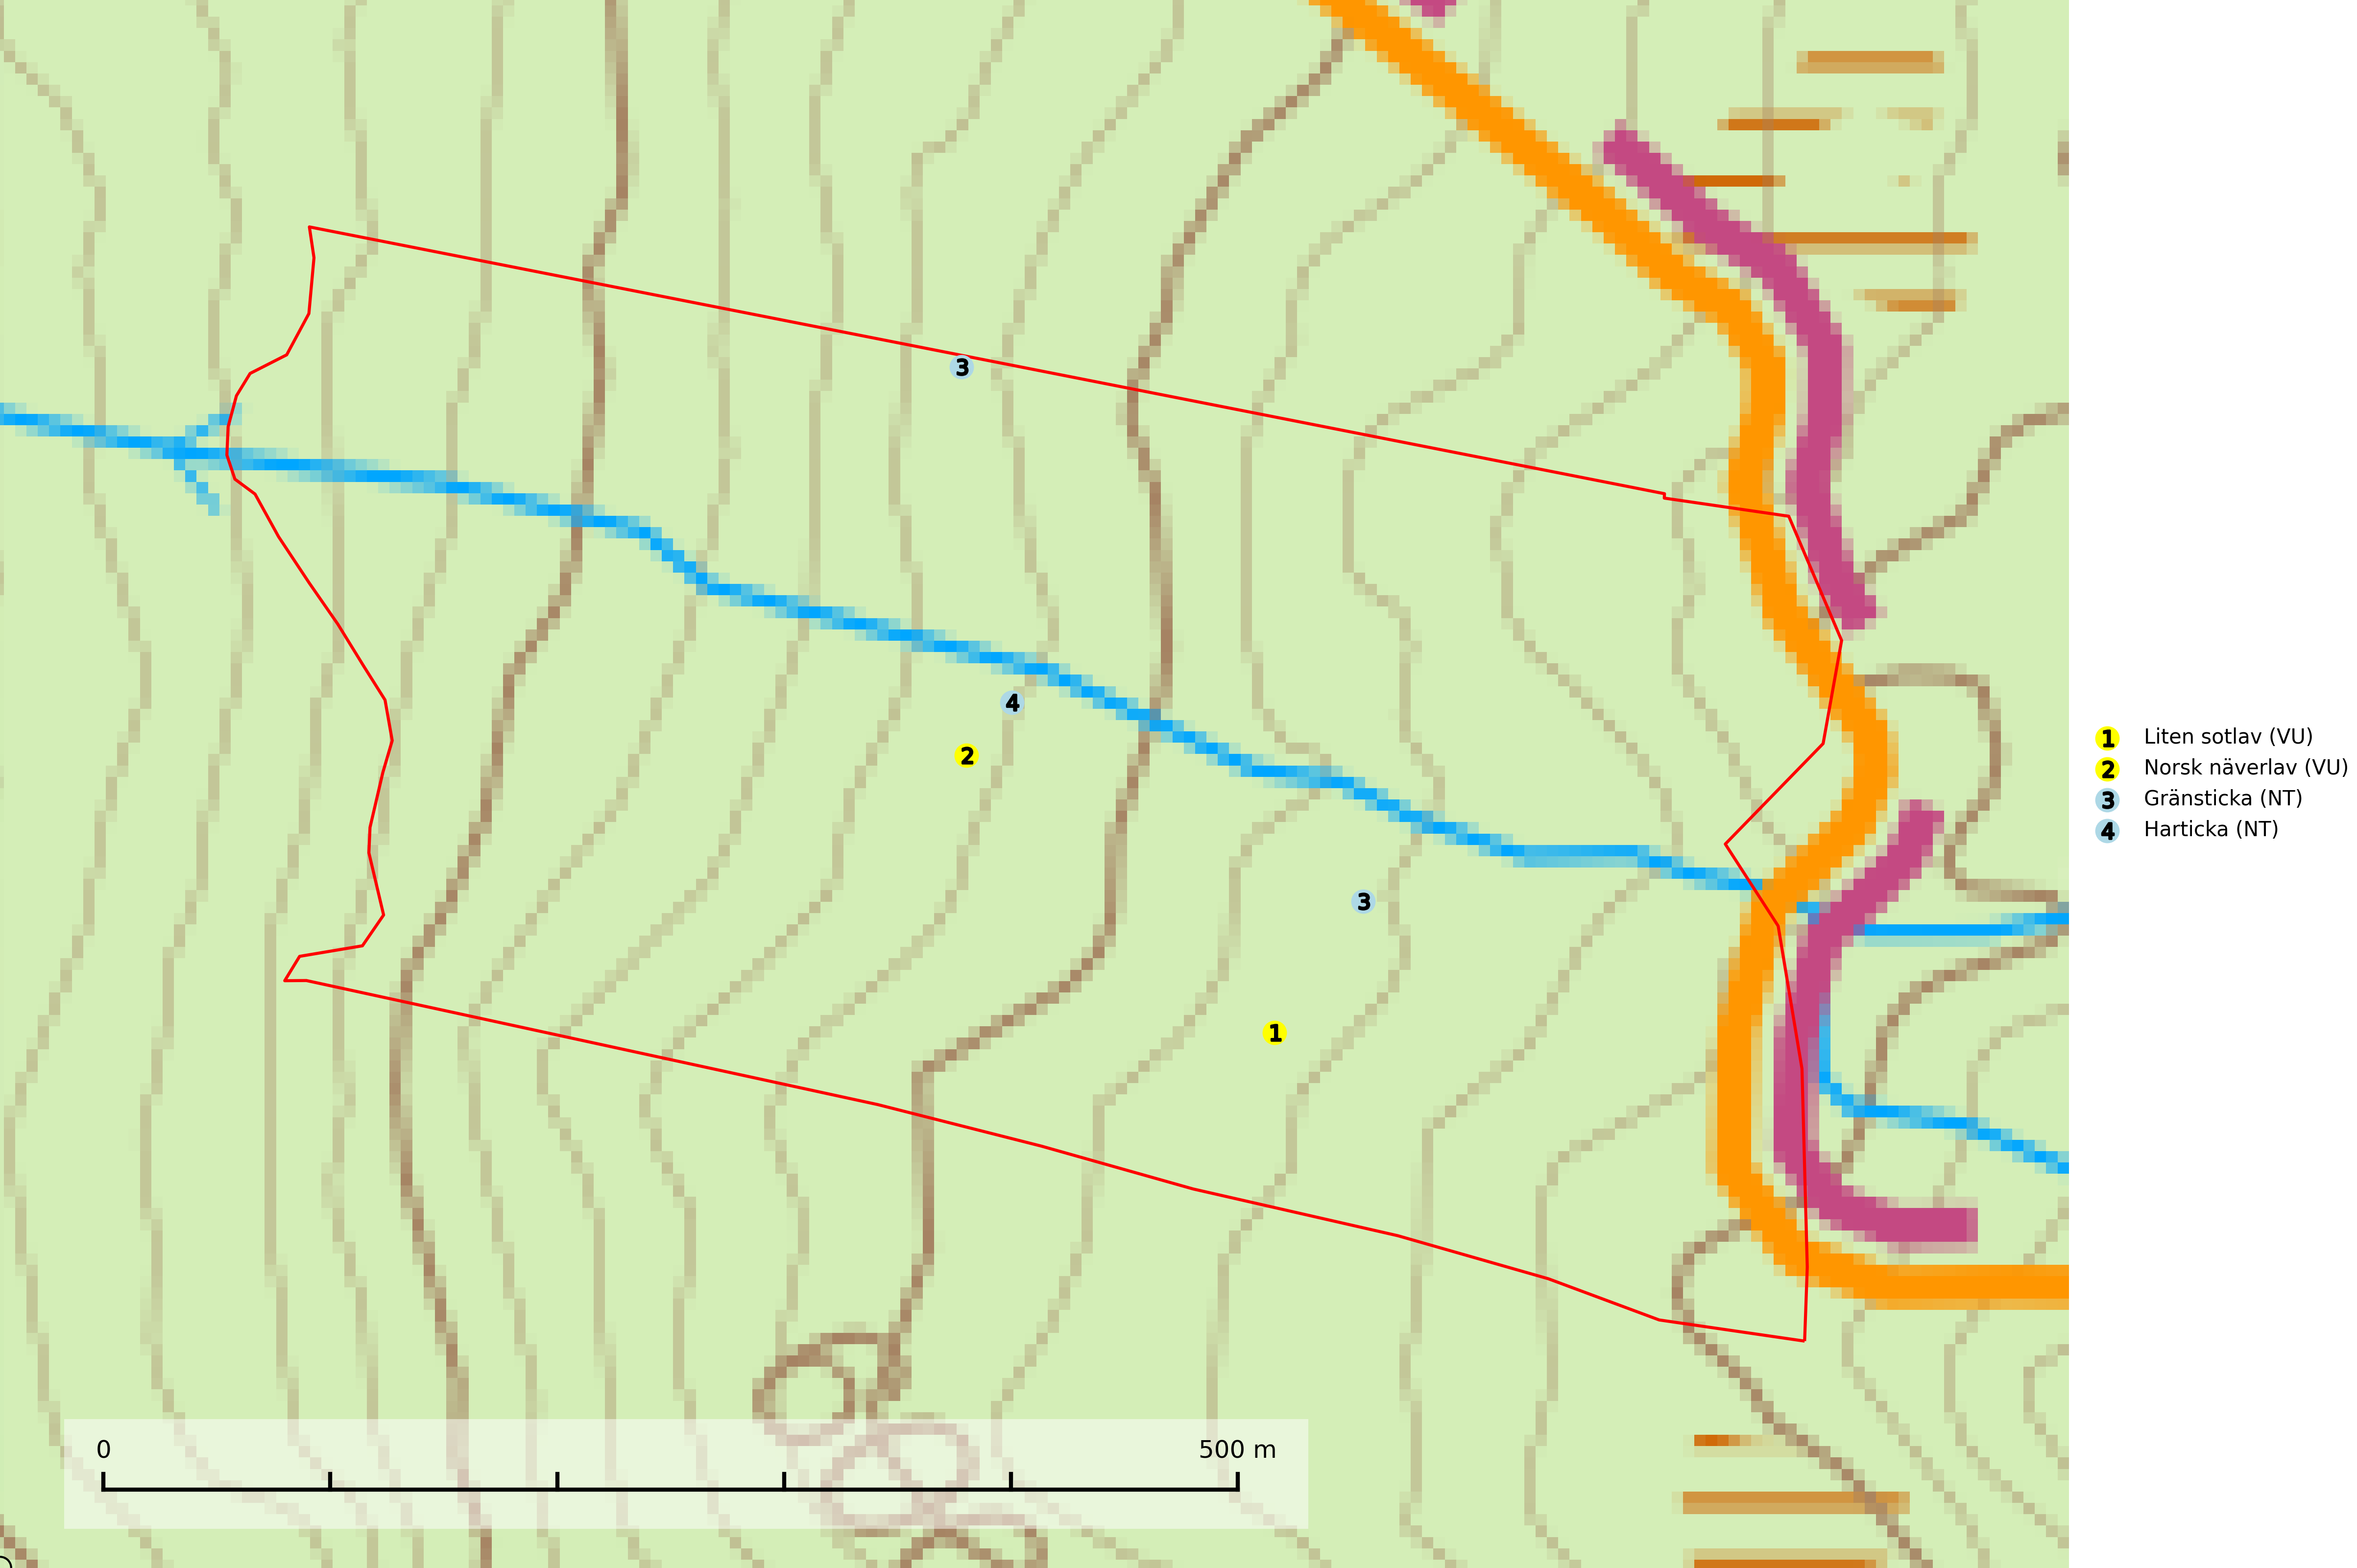 3
4
2
3
1
1 Liten sotlav (VU)
2 Norsk näverlav (VU)
3 Gränsticka (NT)
4 Harticka (NT)
0 500 m